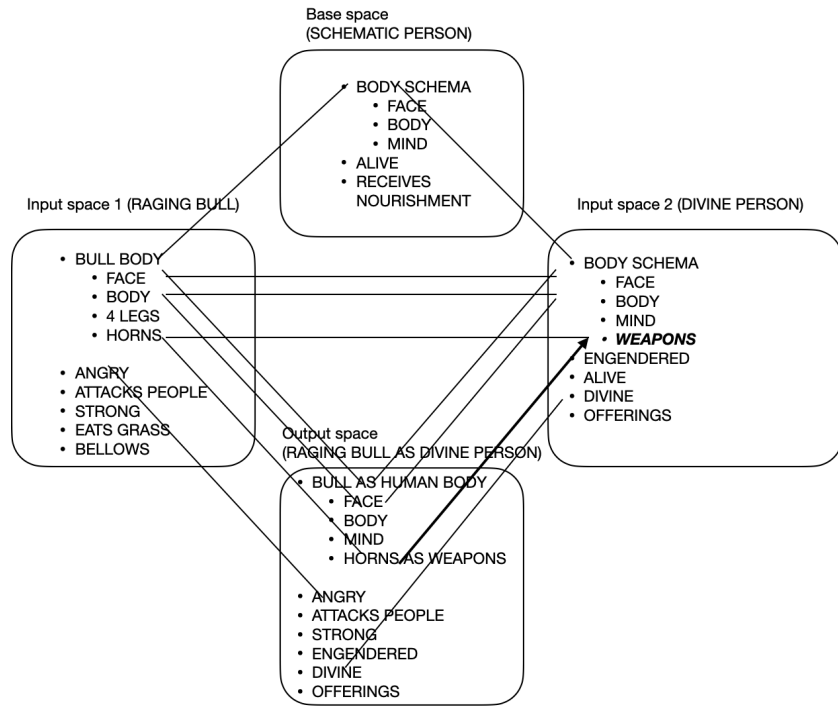 Base space
(SCHEMATIC PERSON)
• BODY SCHEMA
• FACE
• BODY
• MIND
• ALIVE
• RECEIVES
NOURISHMENT
Input space 1 (RAGING BULL)
• BULL BODY
• FACE
• BODY
• 4 LEGS
• HORNS
• ANGRY
• ATTACKS PEOPLE
• STRONG
• EATS GRASS
• BELLOWS
Input space 2 (DIVINE PERSON)
• BODY SCHEMA
• FACE
• BODY
• MIND
• WEAPONS
• ENGENDERED
• ALIVE
• DIVINE
• OFFERINGS
Output space
(RAGING BULL AS DIVINE PERSON)
• BULL AS HUMAN BODY
• FACE
• BODY
• MIND
• HORNS AS WEAPONS
• ANGRY
• ATTACKS PEOPLE
• STRONG
• ENGENDERED
• DIVINE
• OFFERINGS